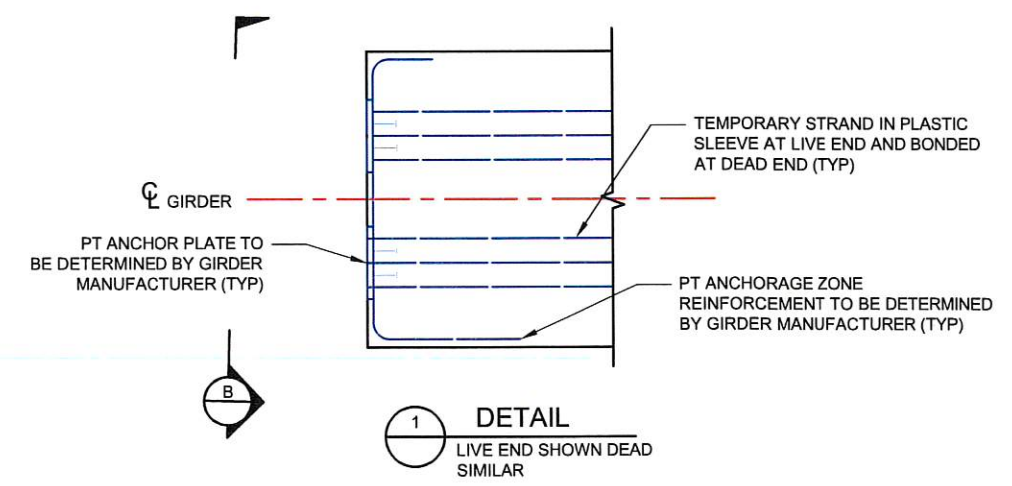 TEMPORARY STRAND IN PLASTIC
SLEEVE AT LIVE END AND BONDED
AT DEAD END (TYP)
℄ GIRDER
PT ANCHOR PLATE TO
BE DETERMINED BY GIRDER
MANUFACTURER (TYP)
PT ANCHORAGE ZONE
REINFORCEMENT TO BE DETERMINED
BY GIRDER MANUFACTURER (TYP)
B
1 DETAIL
LIVE END SHOWN DEAD
SIMILAR